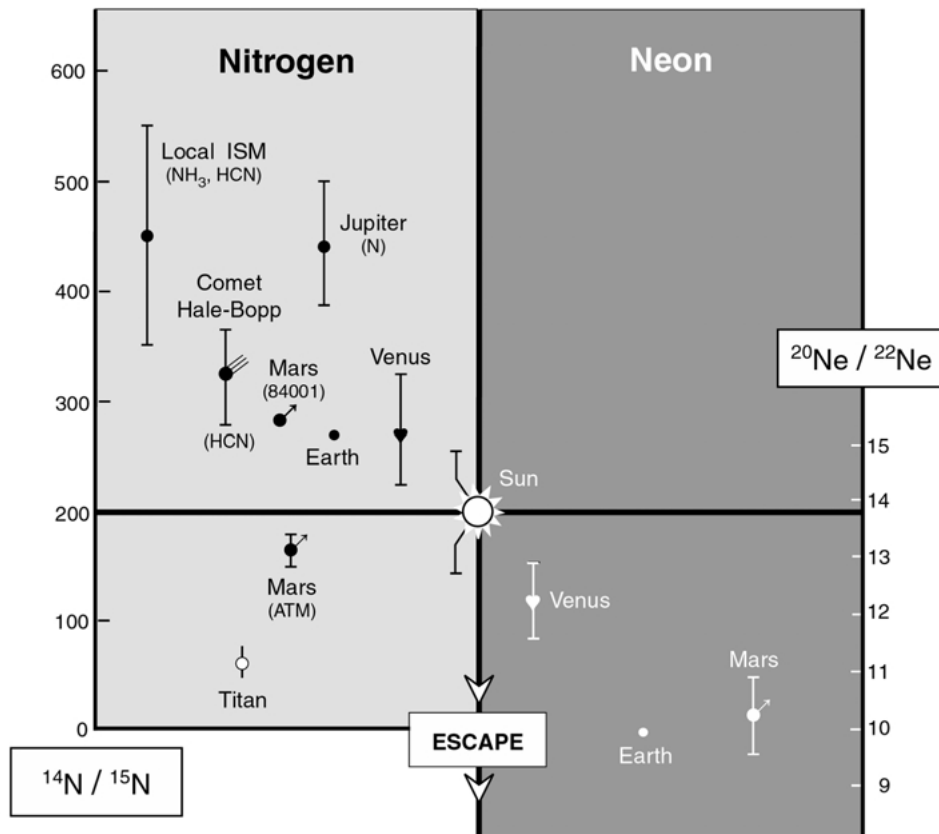 Nitrogen
Neon
600
500
400
300
200
100
0
Local ISM
(NH₃, HCN)
Jupiter
(N)
Comet
Hale-Bopp
(HCN)
Mars
(84001)
Earth
Venus
Sun
Mars
(ATM)
Titan
²⁰Ne / ²²Ne
15
14
13
12
11
10
9
Venus
Mars
Earth
ESCAPE
¹⁴N / ¹⁵N